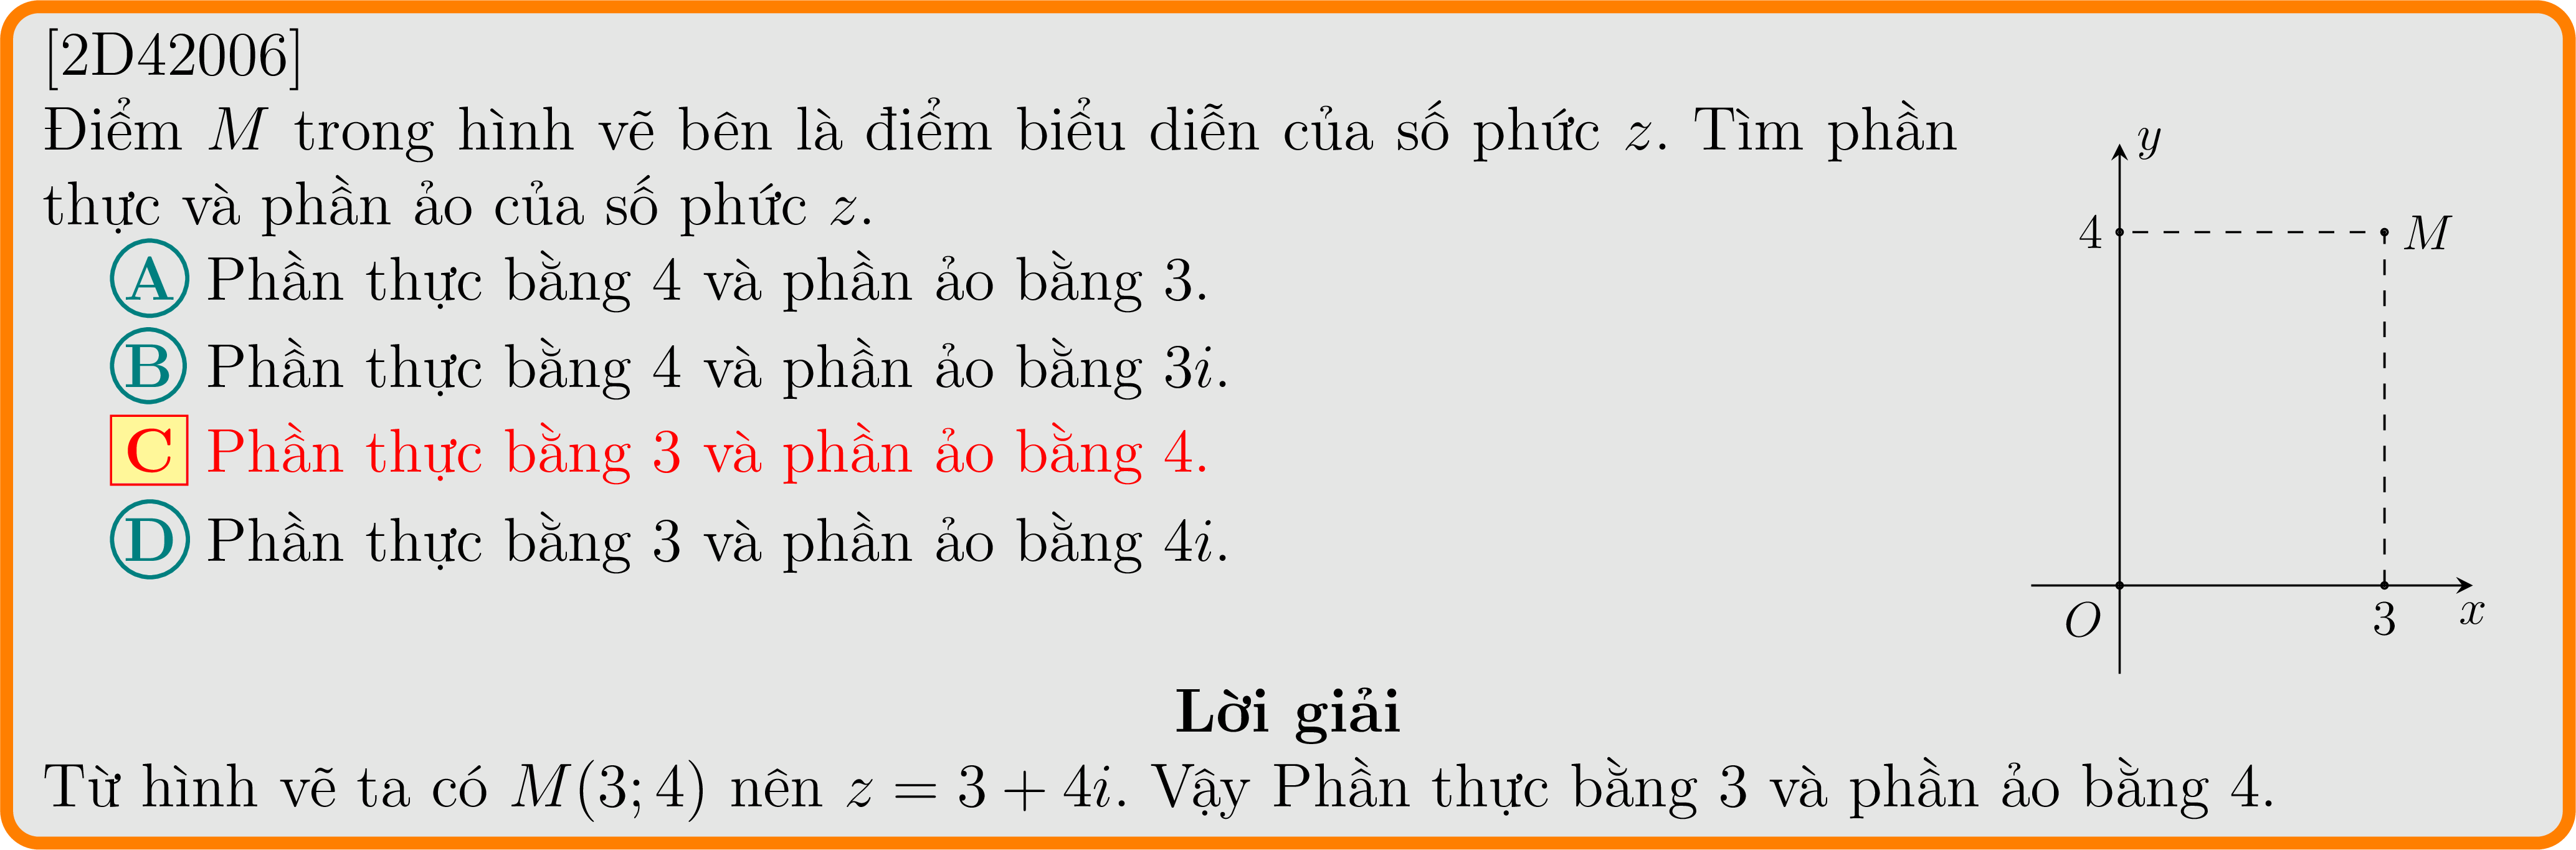 [2D42006]
Điểm M trong hình vẽ bên là điểm biểu diễn của số phức z. Tìm phần
thực và phần ảo của số phức z.
A Phần thực bằng 4 và phần ảo bằng 3.
B Phần thực bằng 4 và phần ảo bằng 3i.
C Phần thực bằng 3 và phần ảo bằng 4.
D Phần thực bằng 3 và phần ảo bằng 4i.
y
4
M
O
3
x
Lời giải
Từ hình vẽ ta có M(3; 4) nên z = 3 + 4i. Vậy Phần thực bằng 3 và phần ảo bằng 4.